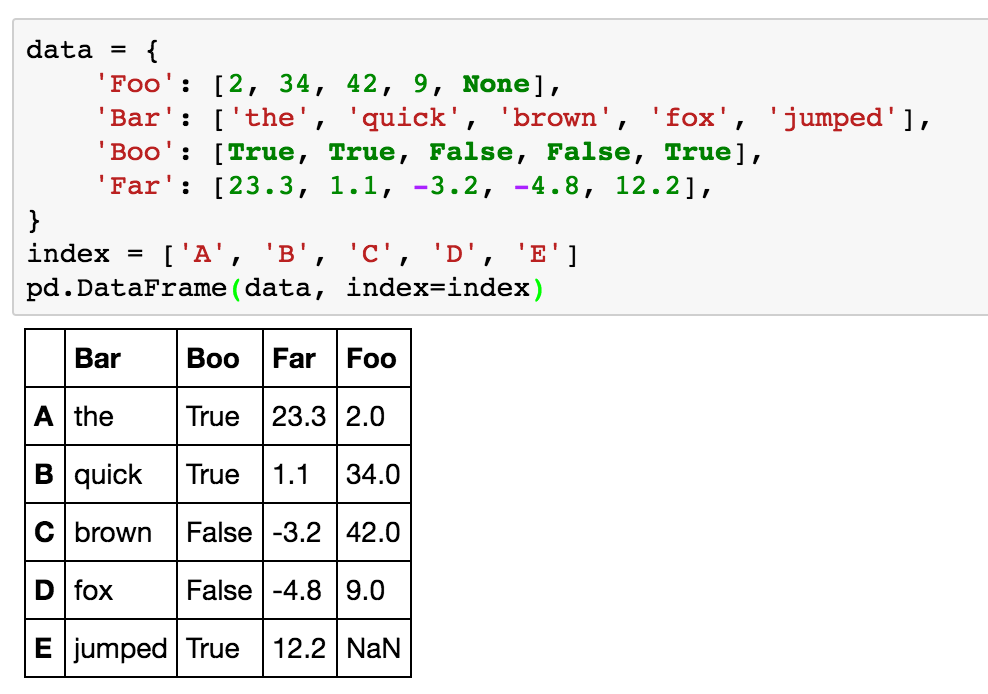 data = {
    'Foo': [2, 34, 42, 9, None],
    'Bar': ['the', 'quick', 'brown', 'fox', 'jumped'],
    'Boo': [True, True, False, False, True],
    'Far': [23.3, 1.1, -3.2, -4.8, 12.2],
}
index = ['A', 'B', 'C', 'D', 'E']
pd.DataFrame(data, index=index)
Bar Boo Far Foo
A the True 23.3 2.0
B quick True 1.1 34.0
C brown False -3.2 42.0
D fox False -4.8 9.0
E jumped True 12.2 NaN